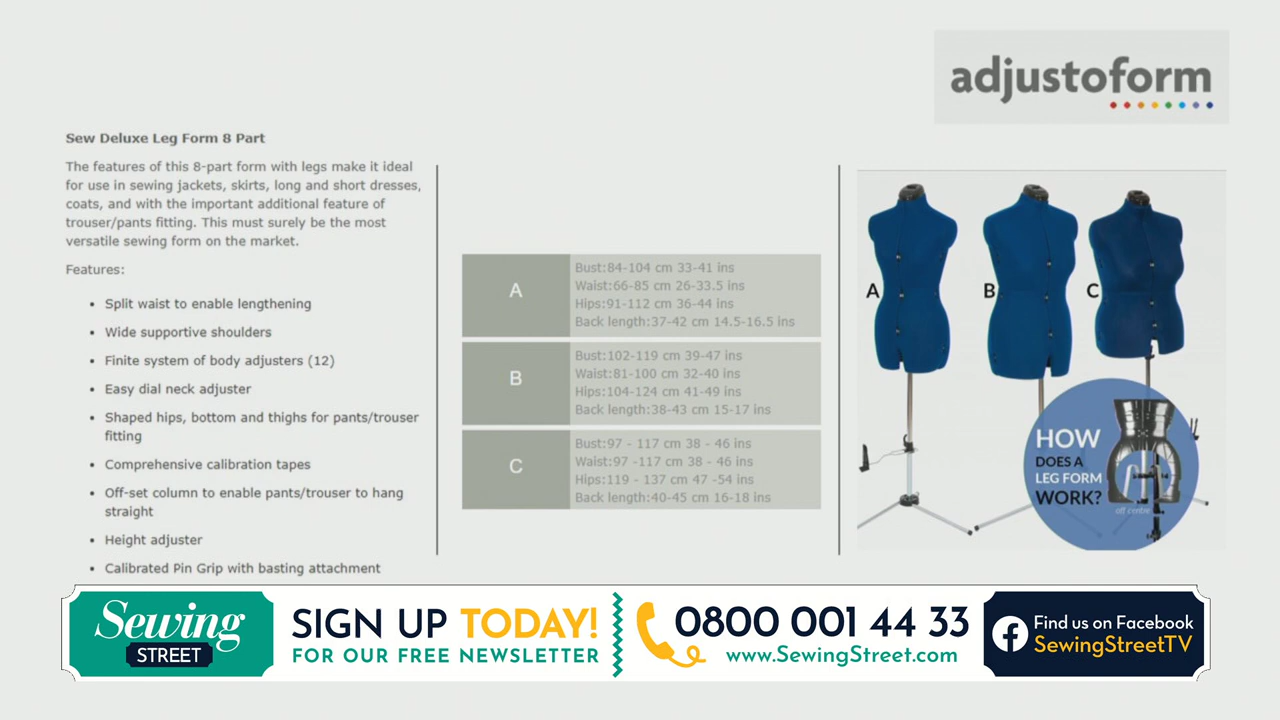 adjustoform
Sew Deluxe Leg Form 8 Part
The features of this 8-part form with legs make it ideal
for use in sewing jackets, skirts, long and short dresses,
coats, and with the important additional feature of
trouser/pants fitting. This must surely be the most
versatile sewing form on the market.
Features:
• Split waist to enable lengthening
• Wide supportive shoulders
• Finite system of body adjusters (12)
• Easy dial neck adjuster
• Shaped hips, bottom and thighs for pants/trouser
fitting
• Comprehensive calibration tapes
• Off-set column to enable pants/trouser to hang
straight
• Height adjuster
• Calibrated Pin Grip with basting attachment
A
Bust:84-104 cm 33-41 ins
Waist:66-85 cm 26-33.5 ins
Hips:91-112 cm 36-44 ins
Back length:37-42 cm 14.5-16.5 ins
B
Bust:102-119 cm 39-47 ins
Waist:81-100 cm 32-40 ins
Hips:104-124 cm 41-49 ins
Back length:38-43 cm 15-17 ins
C
Bust:97 - 117 cm 38 - 46 ins
Waist:97 -117 cm 38 - 46 ins
Hips:119 - 137 cm 47 -54 ins
Back length:40-45 cm 16-18 ins
A
B
C
HOW
DOES A
LEG FORM
WORK?
off centre
Sewing
STREET
SIGN UP TODAY!
FOR OUR FREE NEWSLETTER
0800 001 44 33
www.SewingStreet.com
Find us on Facebook
SewingStreetTV